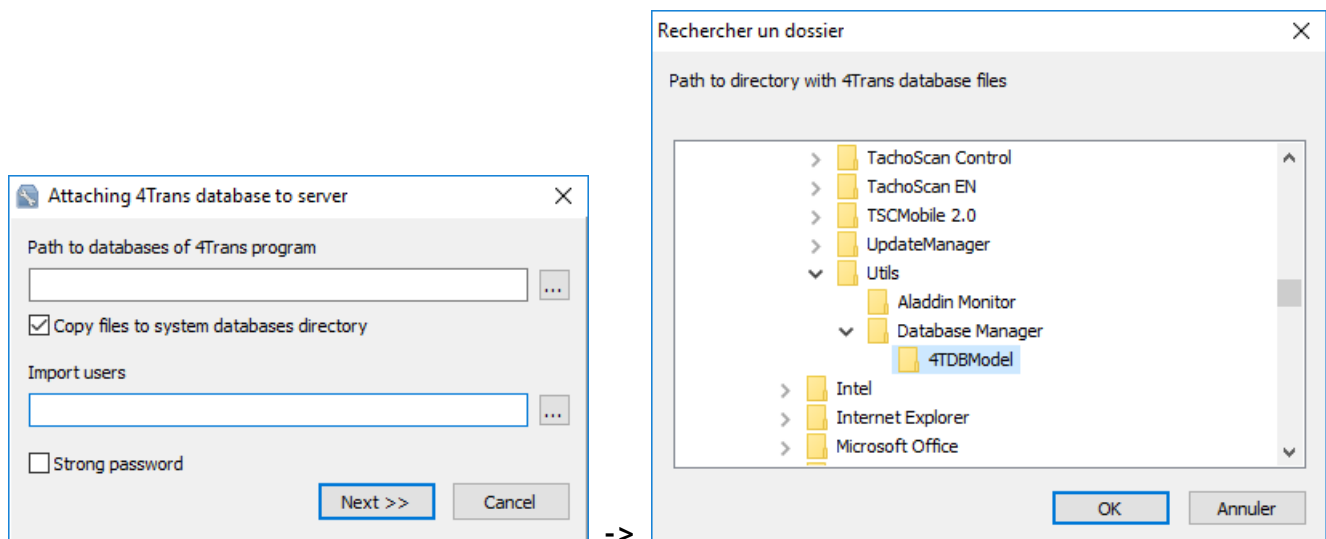 Attaching 4Trans database to server
Path to databases of 4Trans program
...
Copy files to system databases directory
Import users
...
Strong password
Next >>
Cancel
->
Rechercher un dossier
Path to directory with 4Trans database files
TachoScan Control
TachoScan EN
TSCMobile 2.0
UpdateManager
Utils
Aladdin Monitor
Database Manager
4TDBModel
Intel
Internet Explorer
Microsoft Office
OK
Annuler